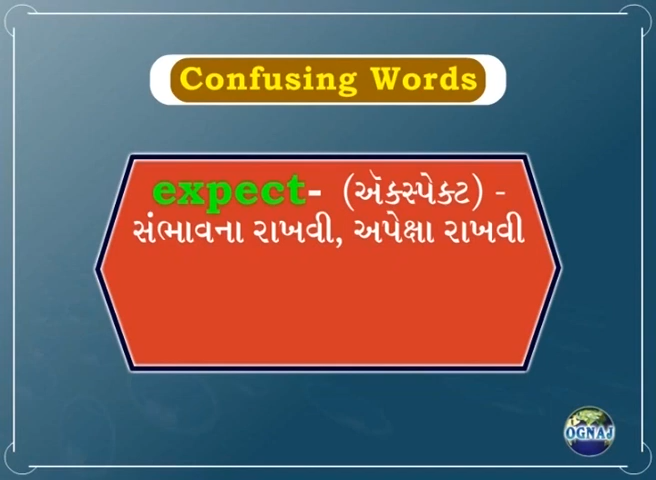 Confusing Words
expect- (ઍક્સ્પેક્ટ) -
સંભાવના રાખવી, અપેક્ષા રાખવી
OGNAJ